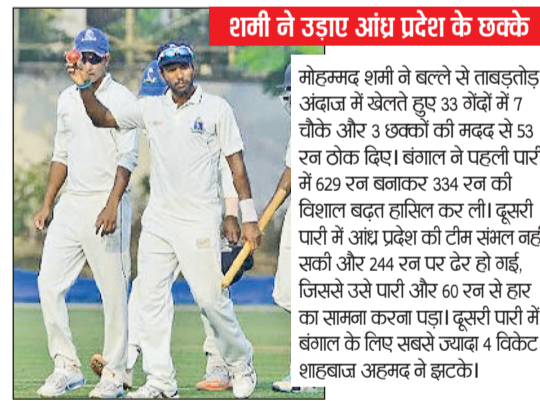 शमी ने उड़ाए आंध्र प्रदेश के छक्के
मोहम्मद शमी ने बल्ले से ताबड़तोड़
अंदाज में खेलते हुए 33 गेंदों में 7
चौके और 3 छक्कों की मदद से 53
रन ठोक दिए। बंगाल ने पहली पारी
में 629 रन बनाकर 334 रन की
विशाल बढ़त हासिल कर ली। दूसरी
पारी में आंध्र प्रदेश की टीम संभल नहीं
सकी और 244 रन पर ढेर हो गई,
जिससे उसे पारी और 60 रन से हार
का सामना करना पड़ा। दूसरी पारी में
बंगाल के लिए सबसे ज्यादा 4 विकेट
शाहबाज अहमद ने झटके।